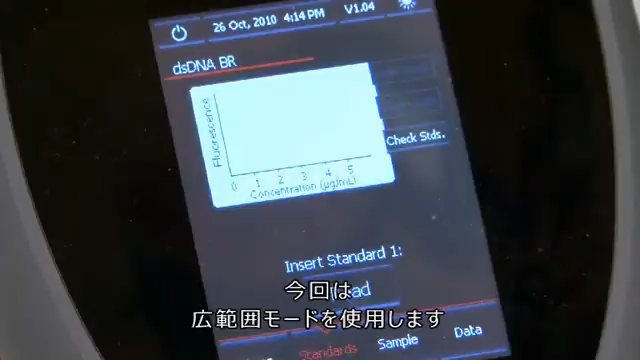 26 Oct, 2010 4:14 PM V1.04
dsDNA BR
Fluorescence
Check Stds.
0 1 2 3 4 5
Concentration (µg/mL)
Insert Standard 1:
今回は
広範囲モードを使用します
Standards
Sample
Data